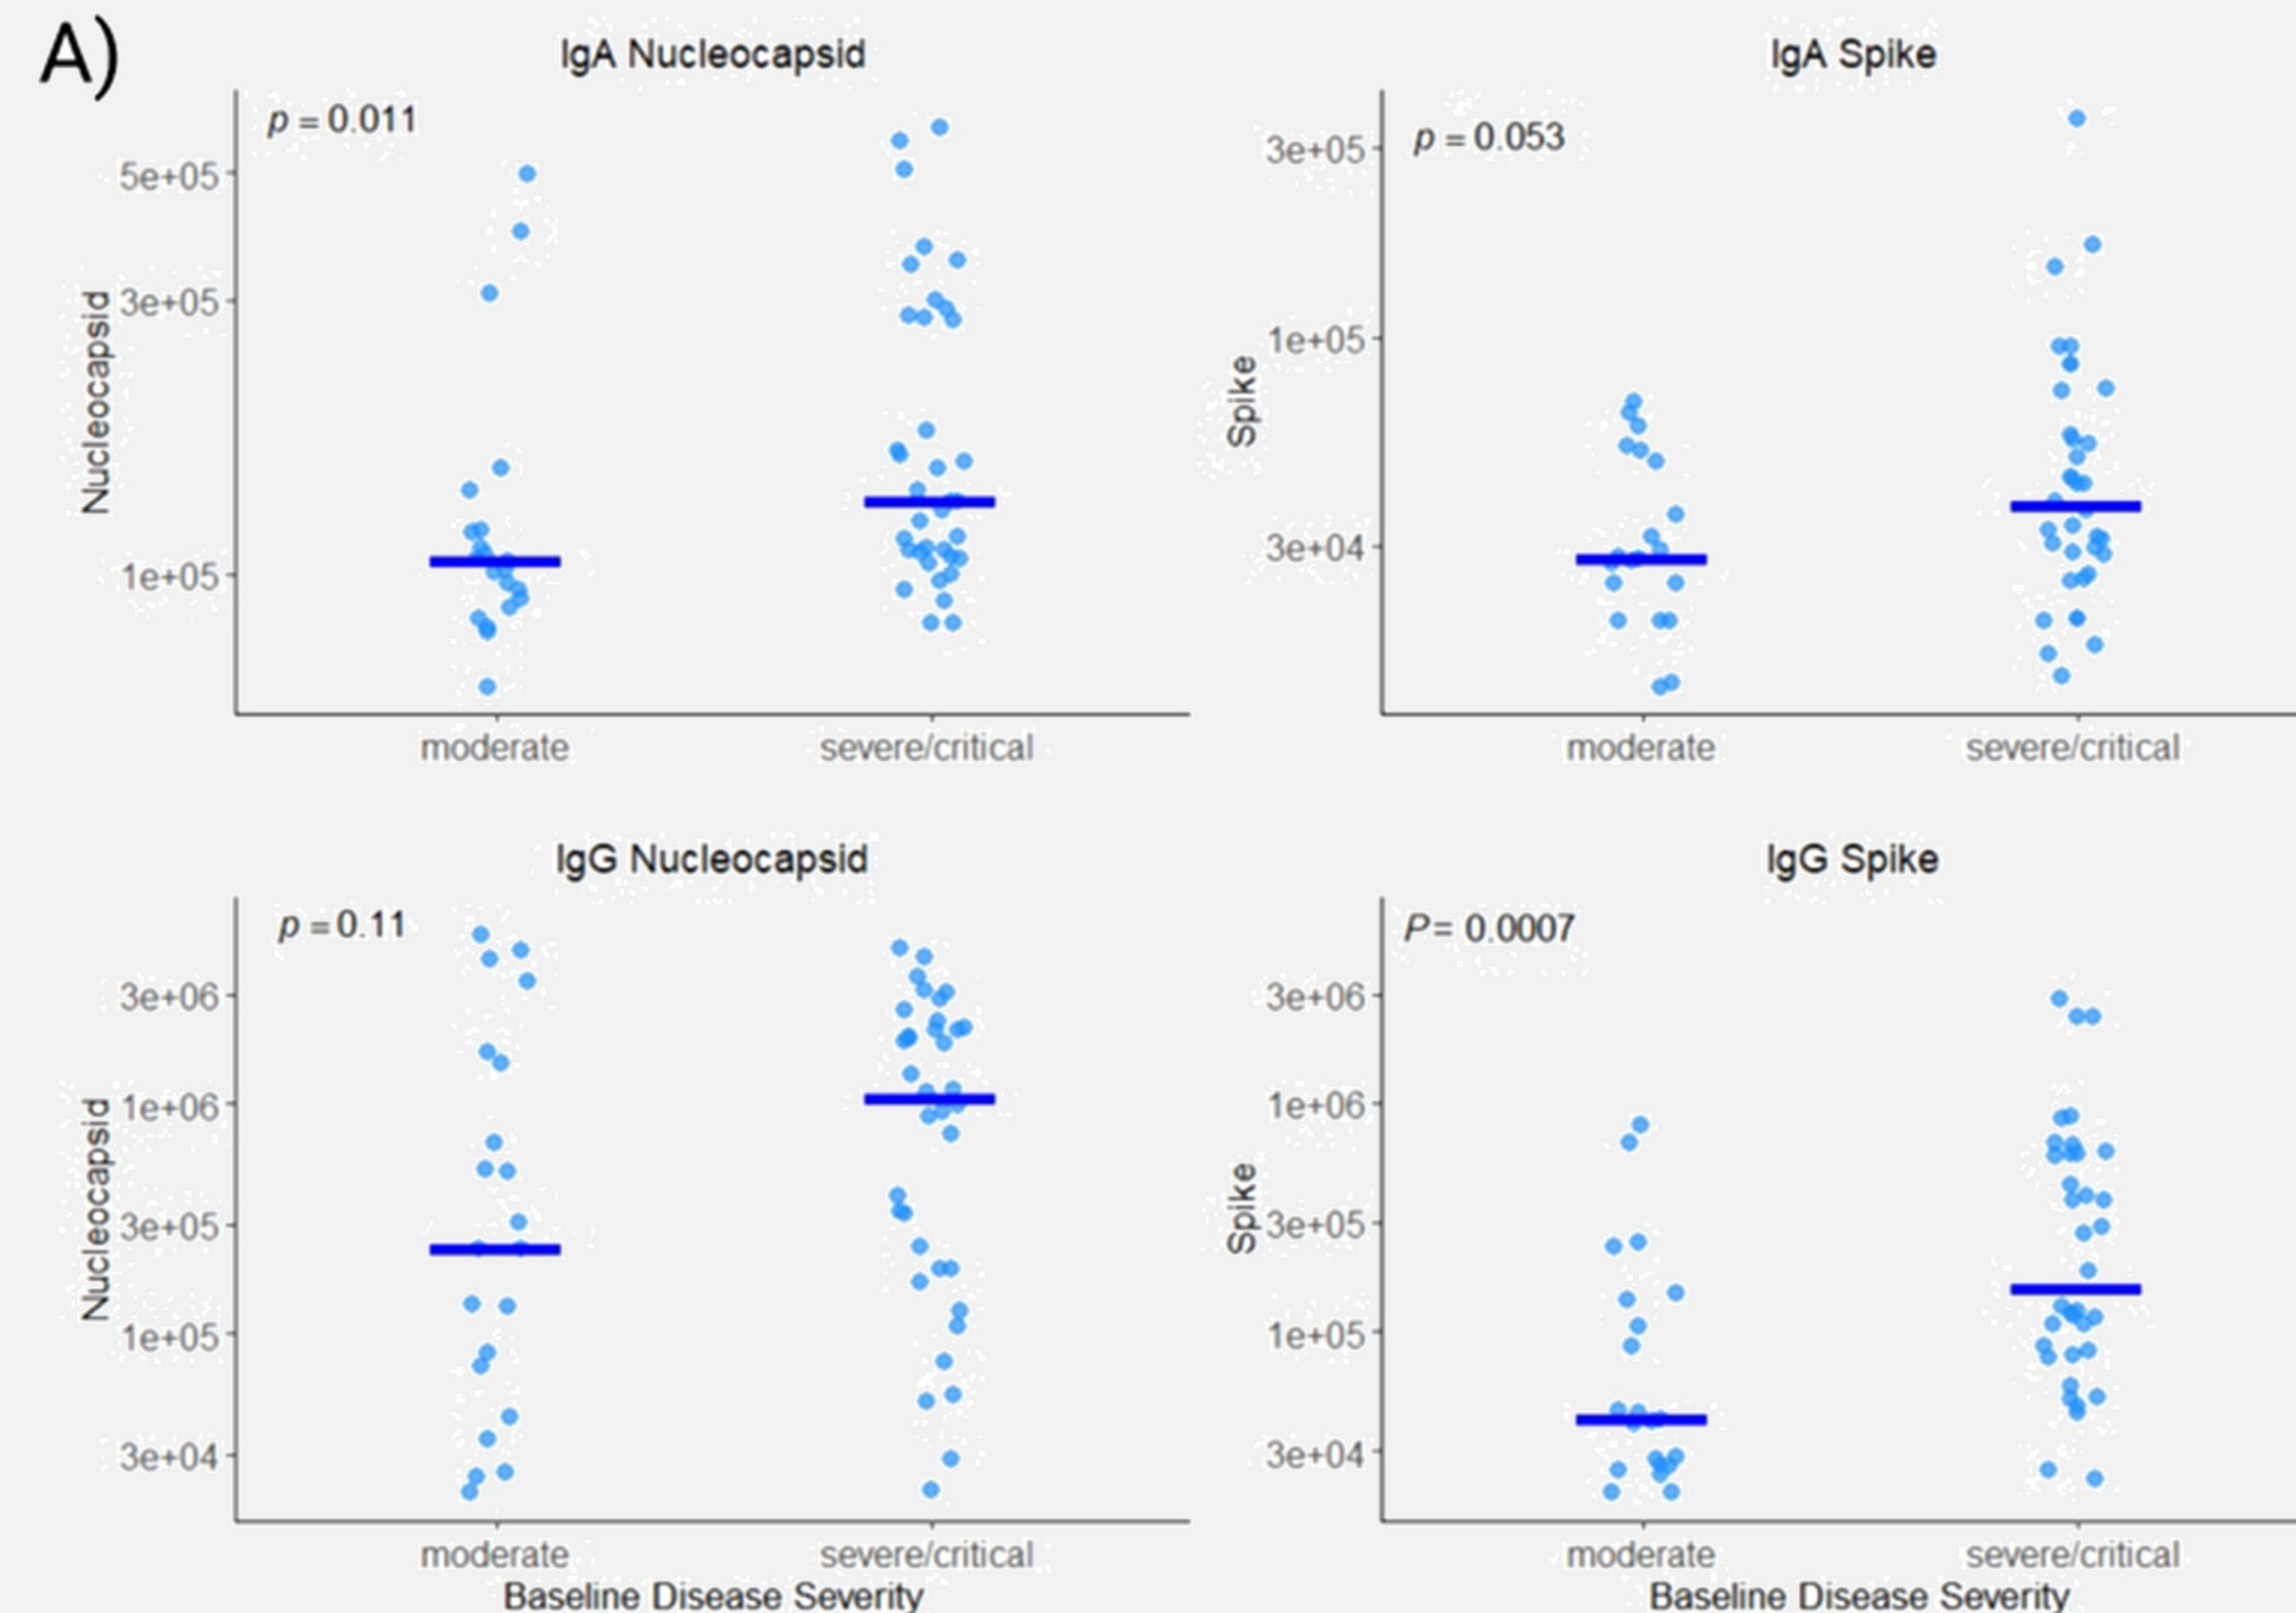 A)
IgA Nucleocapsid
p = 0.011
Nucleocapsid
5e+05
3e+05
1e+05
moderate
severe/critical
IgA Spike
p = 0.053
Spike
3e+05
1e+05
3e+04
moderate
severe/critical
IgG Nucleocapsid
p = 0.11
Nucleocapsid
3e+06
1e+06
3e+05
1e+05
3e+04
moderate
severe/critical
Baseline Disease Severity
IgG Spike
P= 0.0007
Spike
3e+06
1e+06
3e+05
1e+05
3e+04
moderate
severe/critical
Baseline Disease Severity